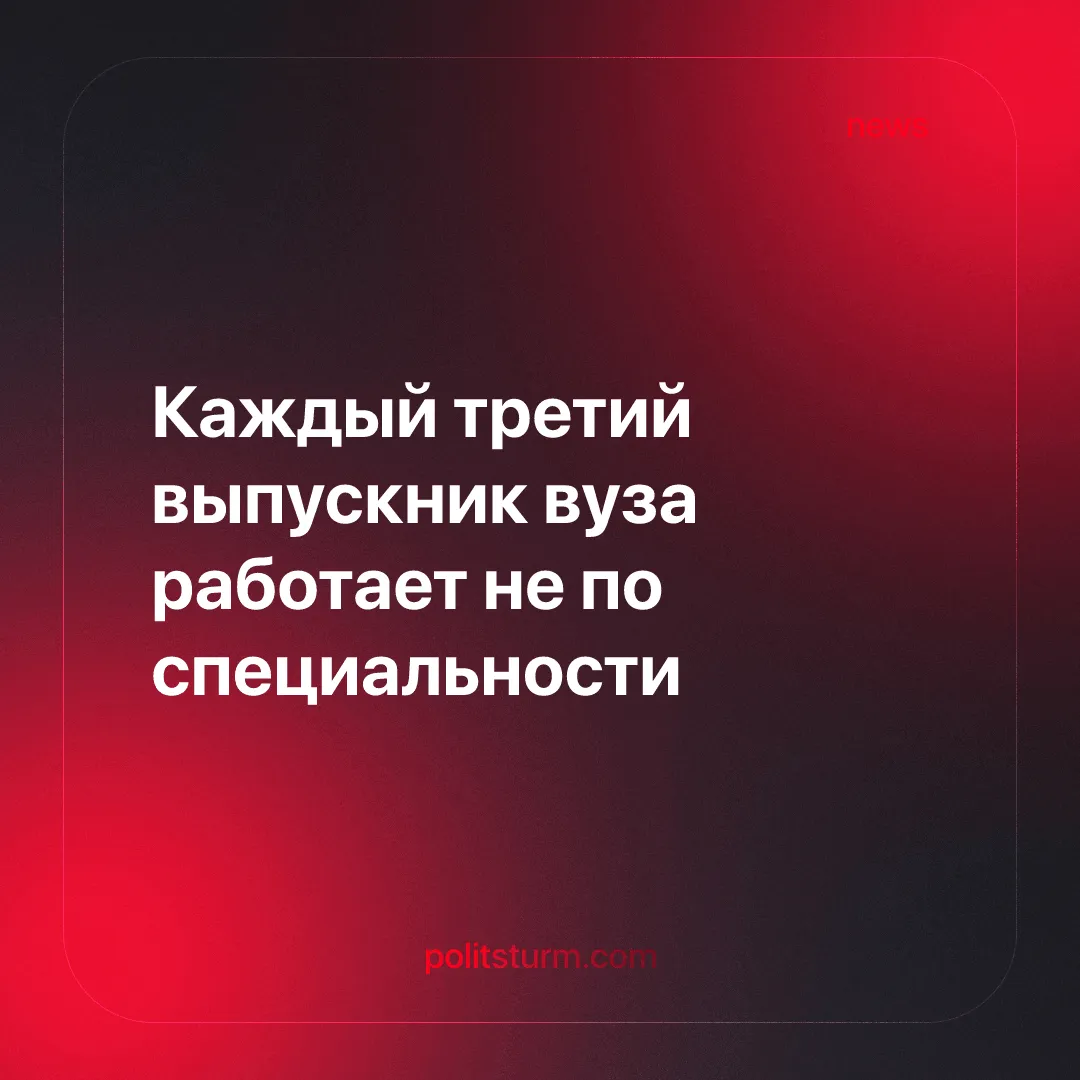 news
Каждый третий
выпускник вуза
работает не по
специальности
politsturm.com